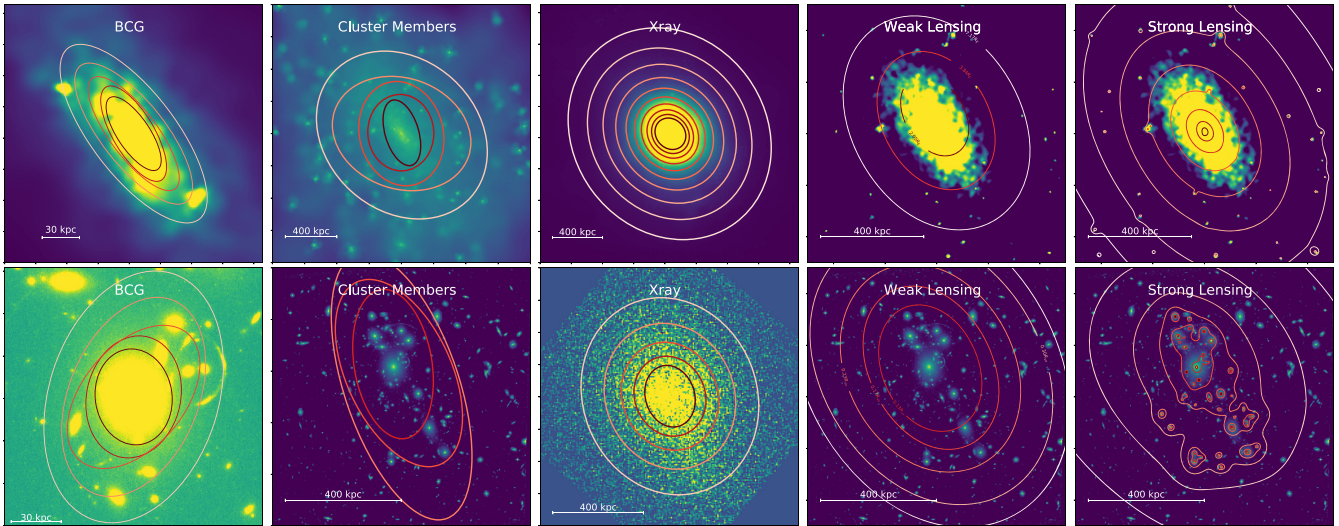 BCG
Cluster Members
Xray
Weak Lensing
Strong Lensing
30 kpc
400 kpc
400 kpc
400 kpc
400 kpc
BCG
Cluster Members
Xray
Weak Lensing
Strong Lensing
30 kpc
400 kpc
400 kpc
400 kpc
400 kpc